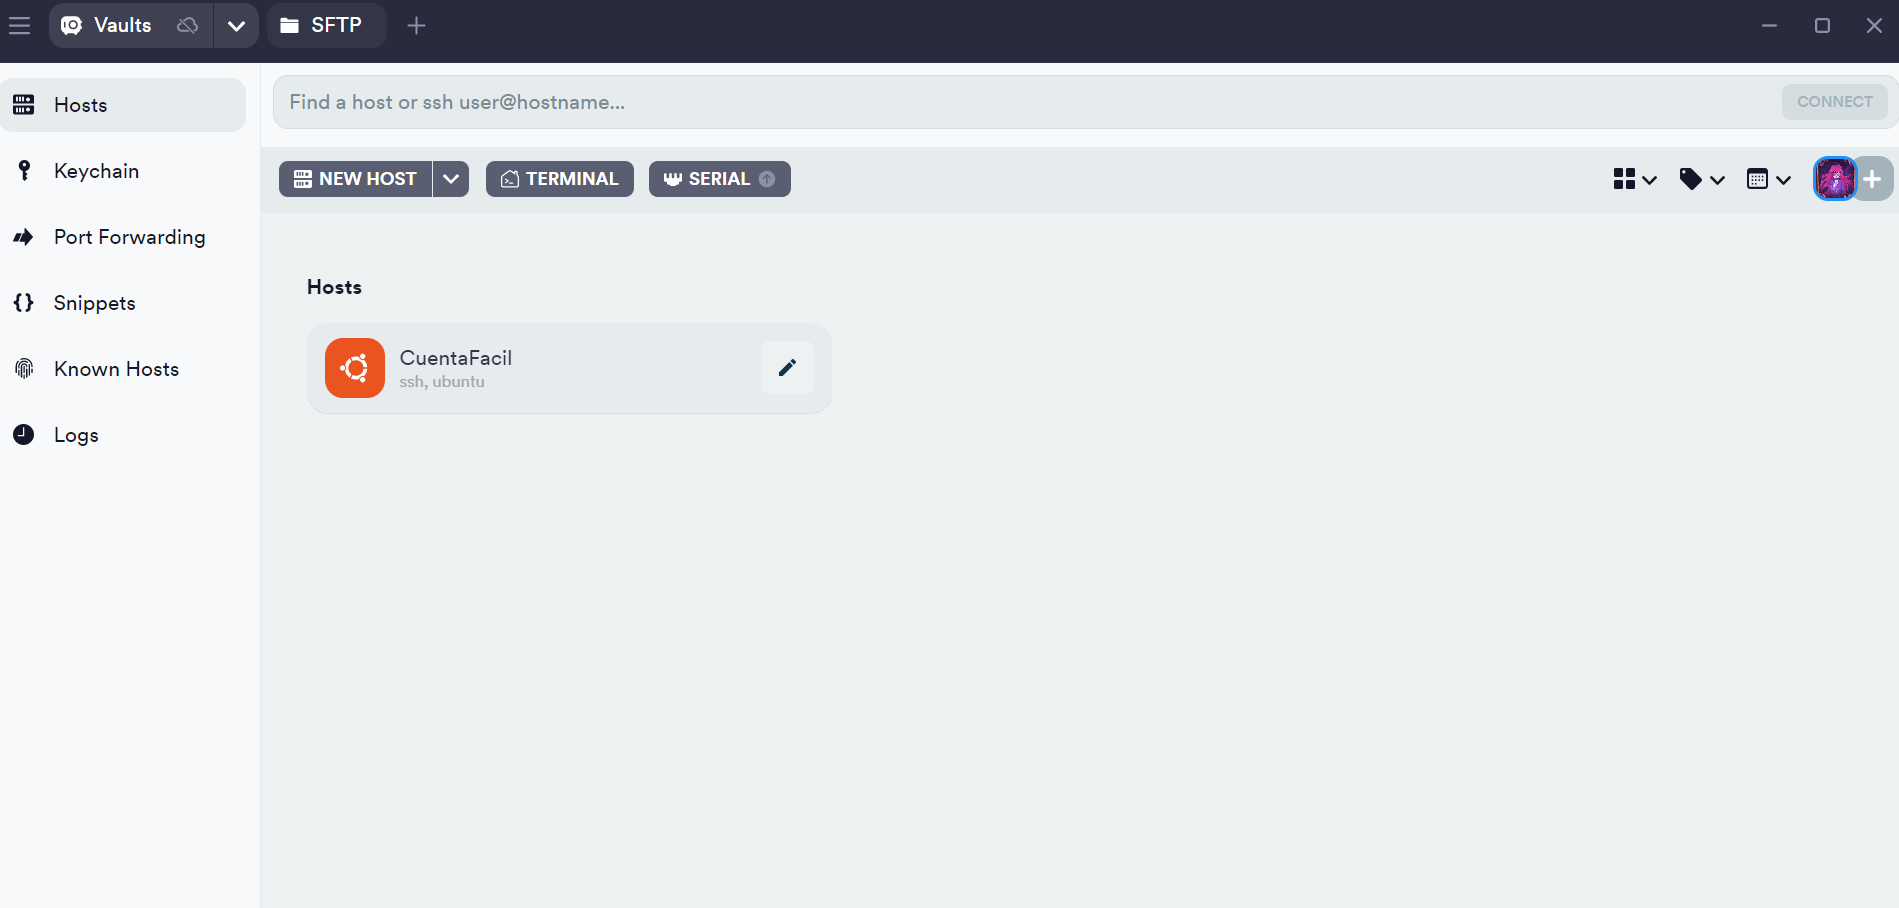 Vaults
SFTP
Hosts
Keychain
Port Forwarding
Snippets
Known Hosts
Logs
Find a host or ssh user@hostname...
CONNECT
NEW HOST
TERMINAL
SERIAL
Hosts
CuentaFacil
ssh, ubuntu